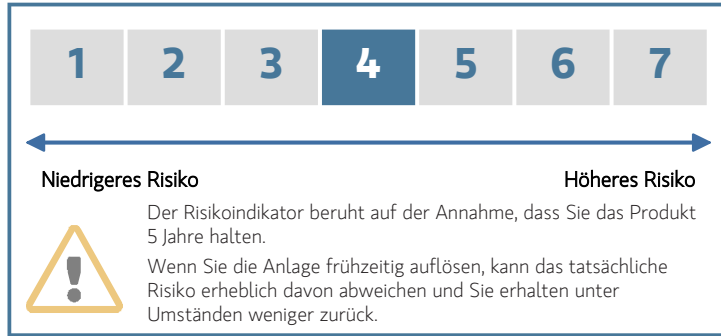 1 2 3 4 5 6 7
Niedrigeres Risiko Höheres Risiko
Der Risikoindikator beruht auf der Annahme, dass Sie das Produkt
5 Jahre halten.
Wenn Sie die Anlage frühzeitig auflösen, kann das tatsächliche
Risiko erheblich davon abweichen und Sie erhalten unter
Umständen weniger zurück.